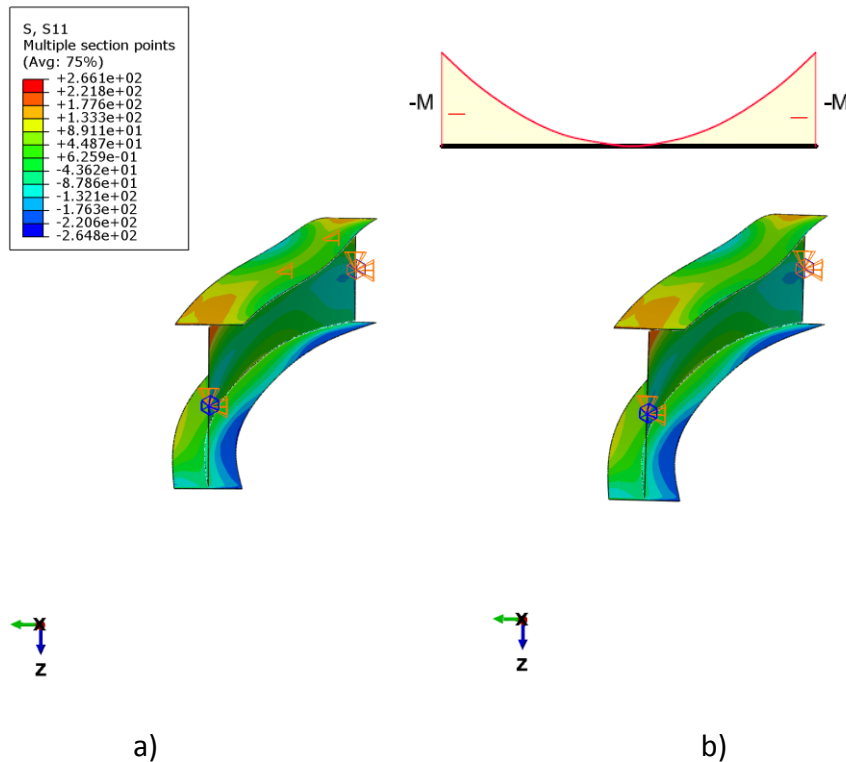 S, S11
Multiple section points
(Avg: 75%)
+2.661e+02
+2.218e+02
+1.776e+02
+1.333e+02
+8.911e+01
+4.487e+01
+6.259e-01
-4.362e+01
-8.786e+01
-1.321e+02
-1.763e+02
-2.206e+02
-2.648e+02
-M
-M
X
Z
X
Z
a)
b)